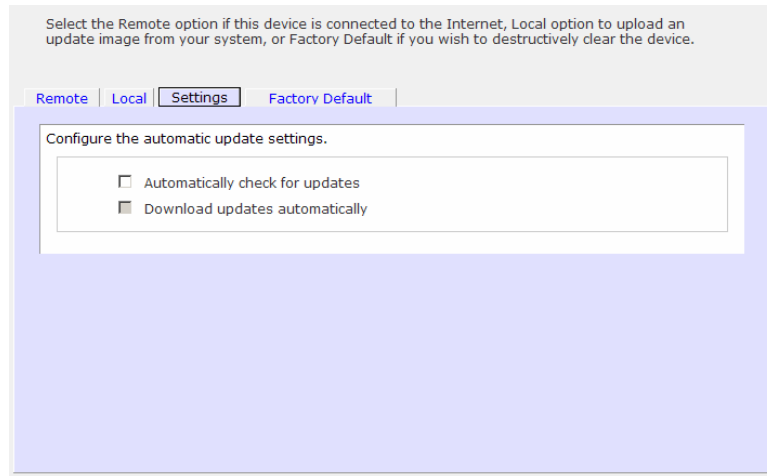 Select the Remote option if this device is connected to the Internet, Local option to upload an
update image from your system, or Factory Default if you wish to destructively clear the device.
Remote Local Settings Factory Default
Configure the automatic update settings.
Automatically check for updates
Download updates automatically